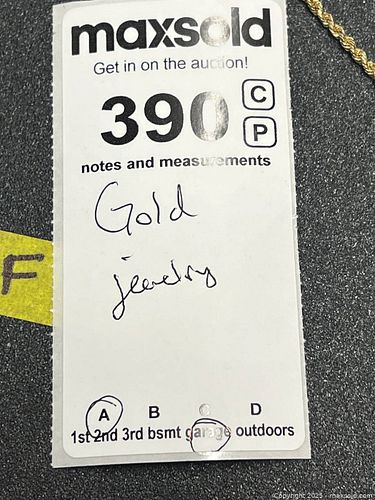 maxsold
Get in on the auction!
390
C
P
notes and measurements
Gold
jewelry
F
A B C D
1st 2nd 3rd bsmt garage outdoors
©copyright 2025 - maxsold.com